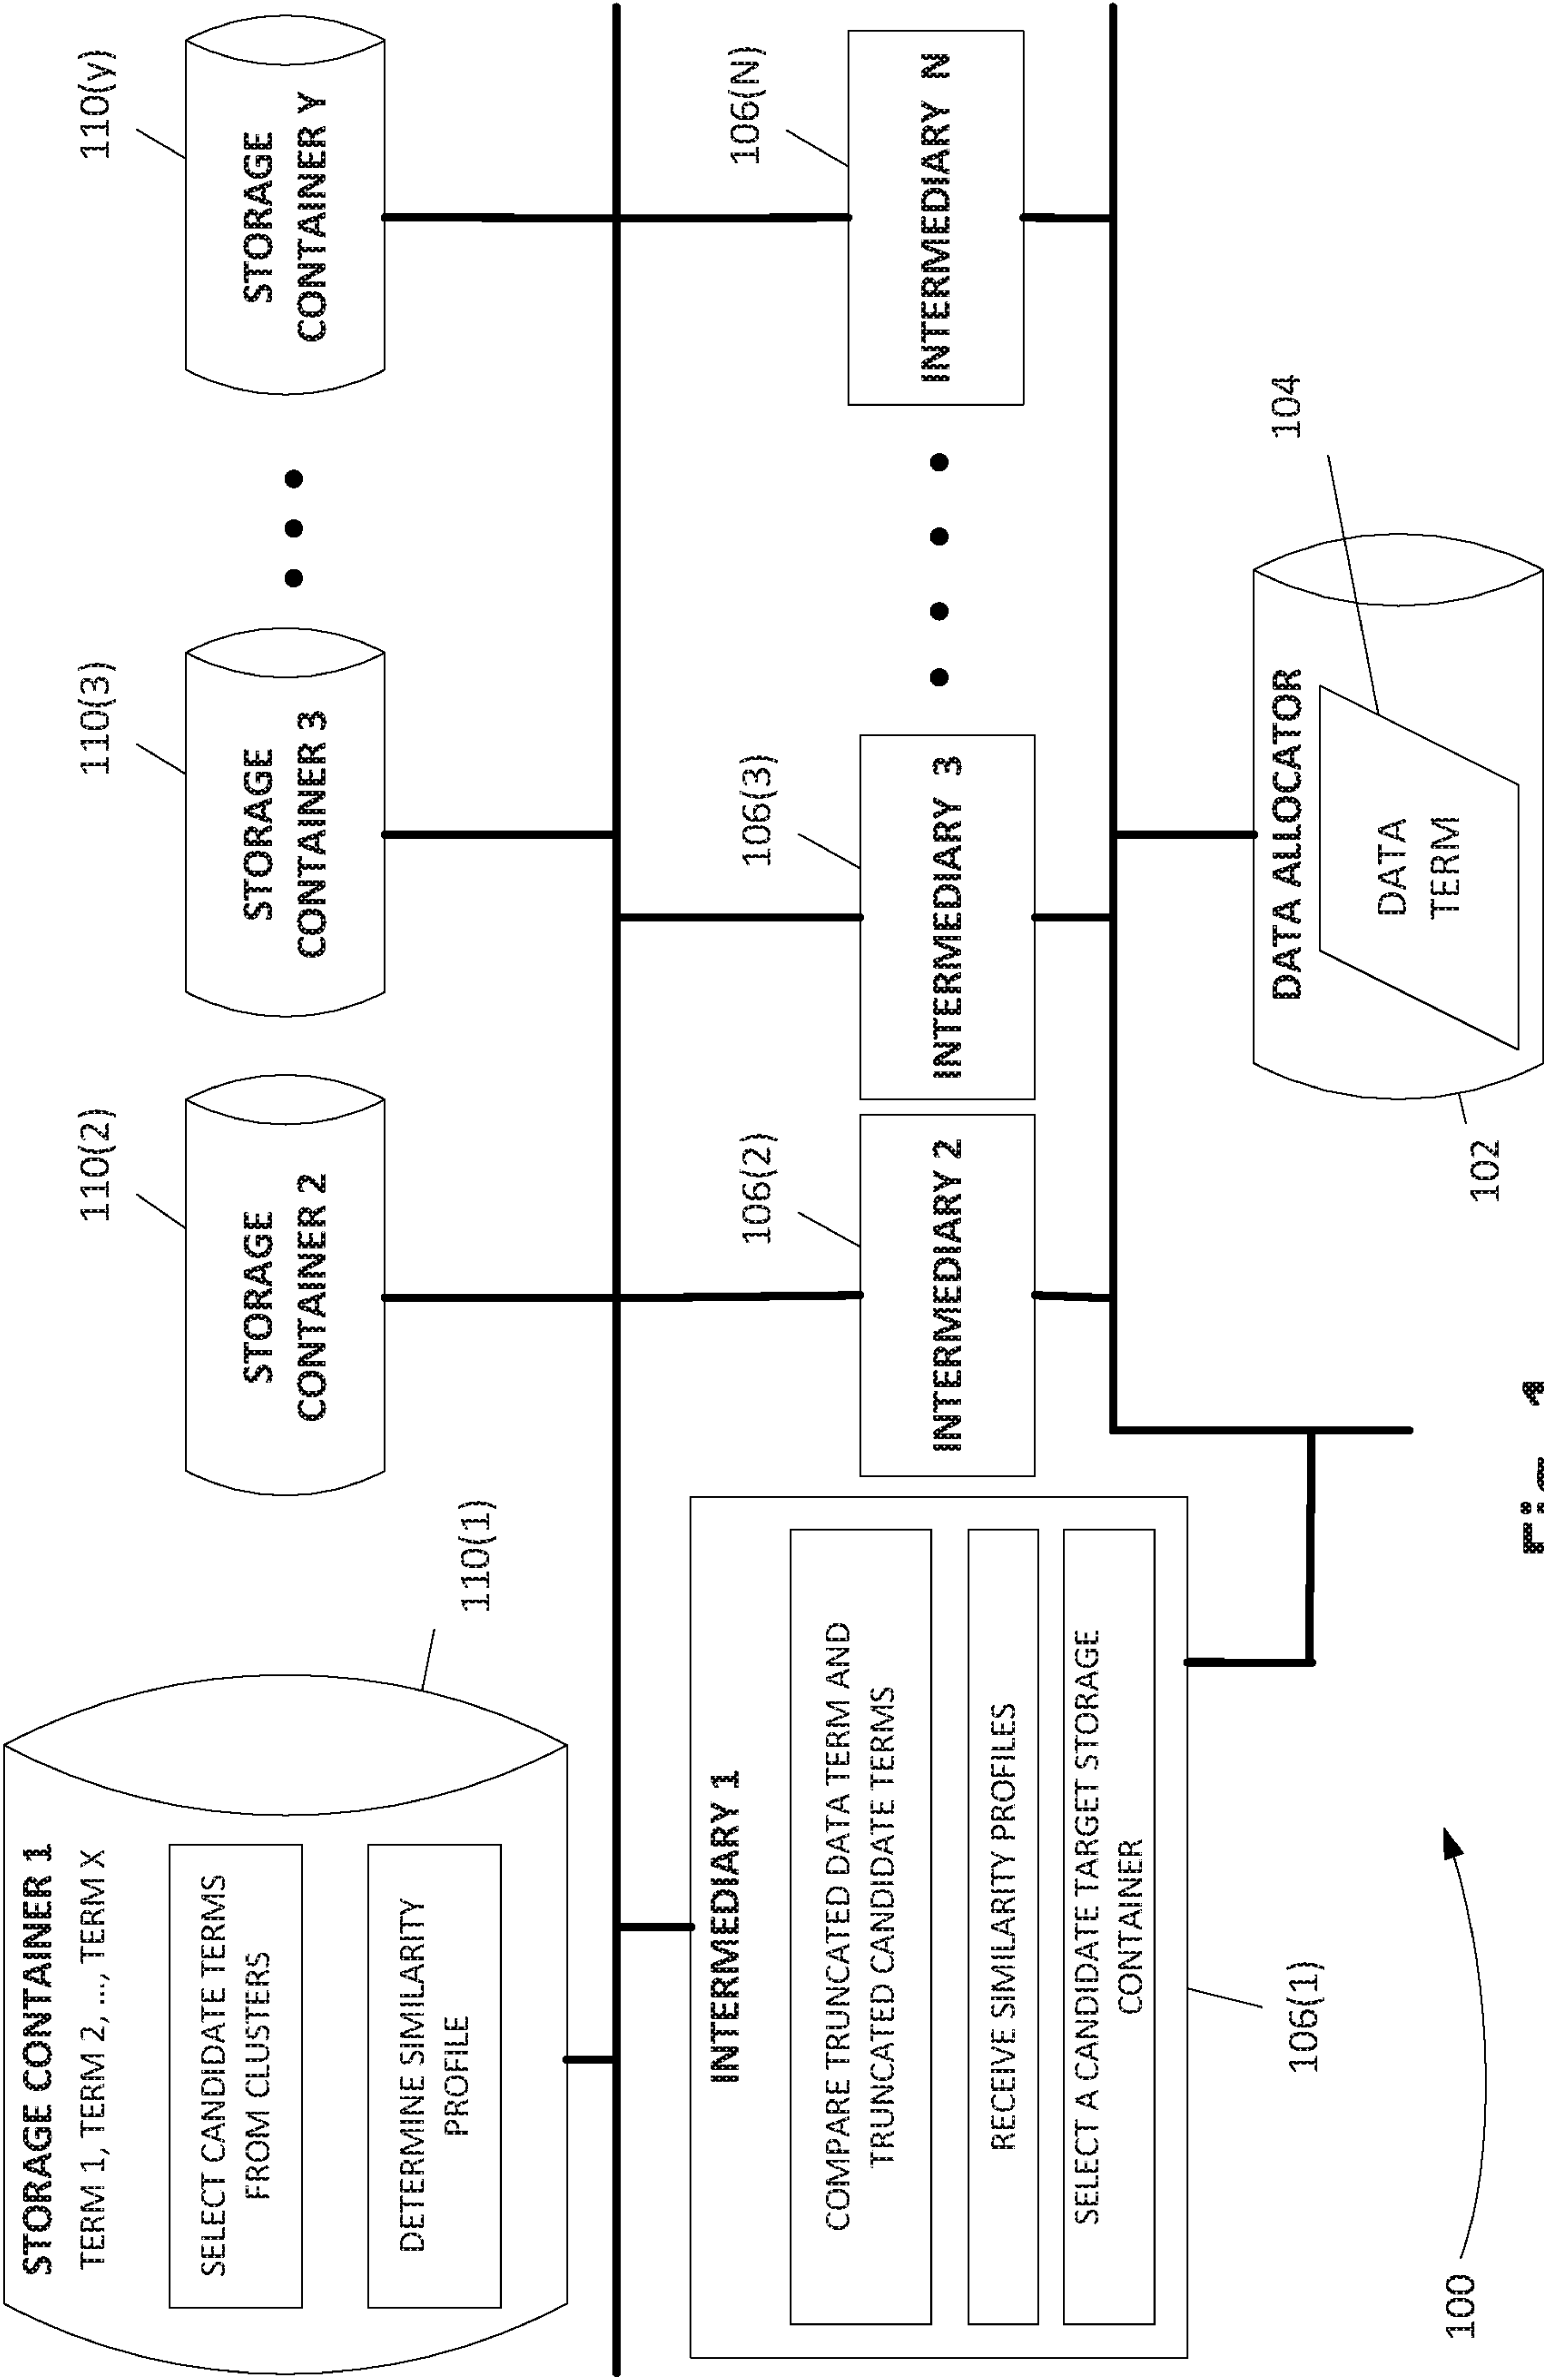 STORAGE CONTAINER 1
TERM 1, TERM 2, ..., TERM X
SELECT CANDIDATE TERMS
FROM CLUSTERS
DETERMINE SIMILARITY
PROFILE
110(1)
STORAGE
CONTAINER 2
110(2)
STORAGE
CONTAINER 3
110(3)
STORAGE
CONTAINER Y
110(y)
INTERMEDIARY 1
COMPARE TRUNCATED DATA TERM AND
TRUNCATED CANDIDATE TERMS
RECEIVE SIMILARITY PROFILES
SELECT A CANDIDATE TARGET STORAGE
CONTAINER
106(1)
INTERMEDIARY 2
106(2)
INTERMEDIARY 3
106(3)
INTERMEDIARY N
106(N)
DATA ALLOCATOR
DATA
TERM
104
102
100